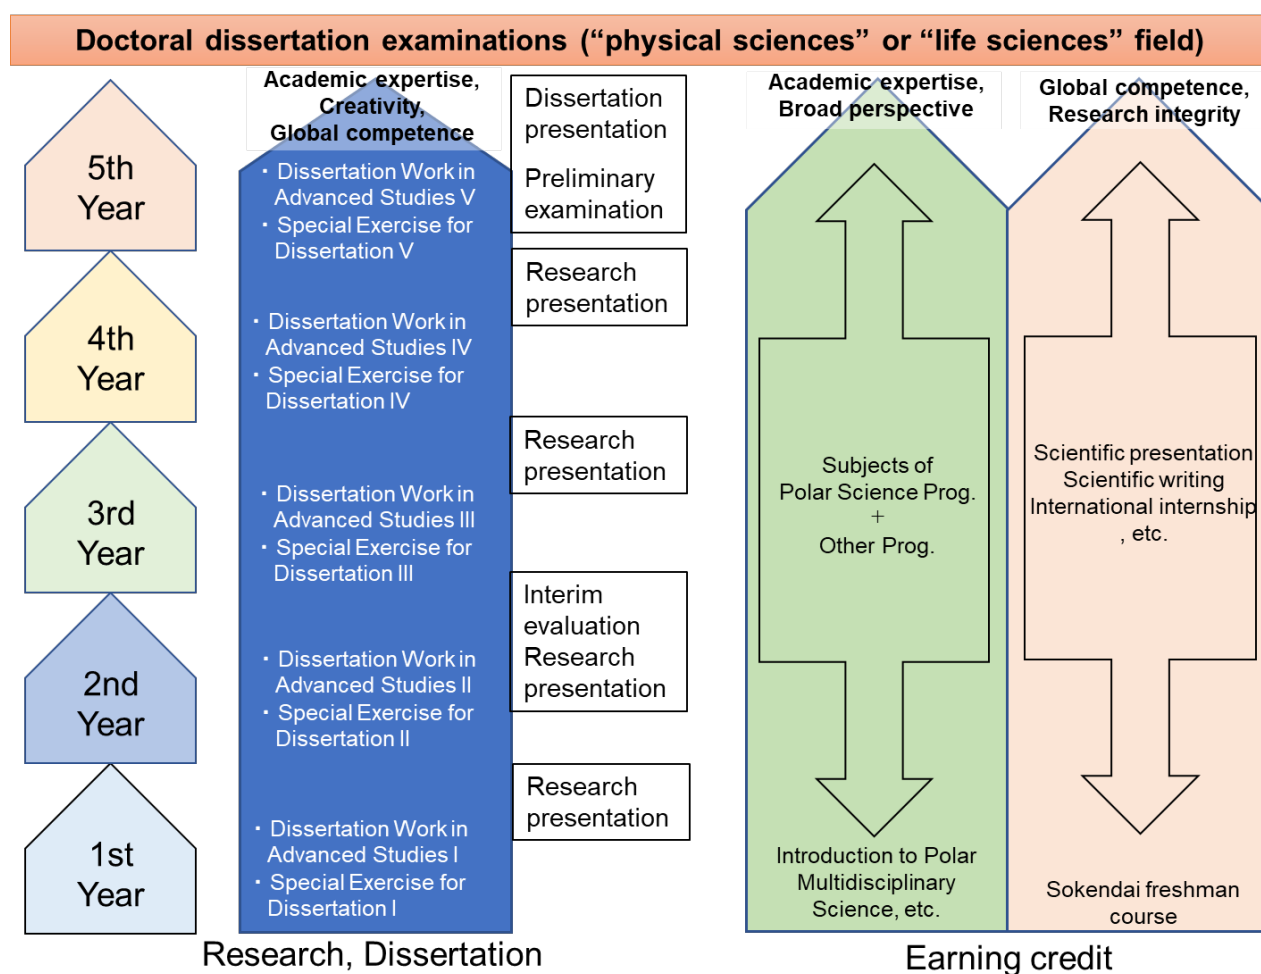 Doctoral dissertation examinations (“physical sciences” or “life sciences” field)
5th
Year
4th
Year
3rd
Year
2nd
Year
1st
Year
Academic expertise,
Creativity,
Global competence
・Dissertation Work in
Advanced Studies V
・Special Exercise for
Dissertation V
・Dissertation Work in
Advanced Studies IV
・Special Exercise for
Dissertation IV
・Dissertation Work in
Advanced Studies III
・Special Exercise for
Dissertation III
・Dissertation Work in
Advanced Studies II
・Special Exercise for
Dissertation II
・Dissertation Work in
Advanced Studies I
・Special Exercise for
Dissertation I
Dissertation
presentation
Preliminary
examination
Research
presentation
Research
presentation
Interim
evaluation
Research
presentation
Research
presentation
Research, Dissertation
Academic expertise,
Broad perspective
Subjects of
Polar Science Prog.
+
Other Prog.
Introduction to Polar
Multidisciplinary
Science, etc.
Global competence,
Research integrity
Scientific presentation
Scientific writing
International internship
, etc.
Sokendai freshman
course
Earning credit